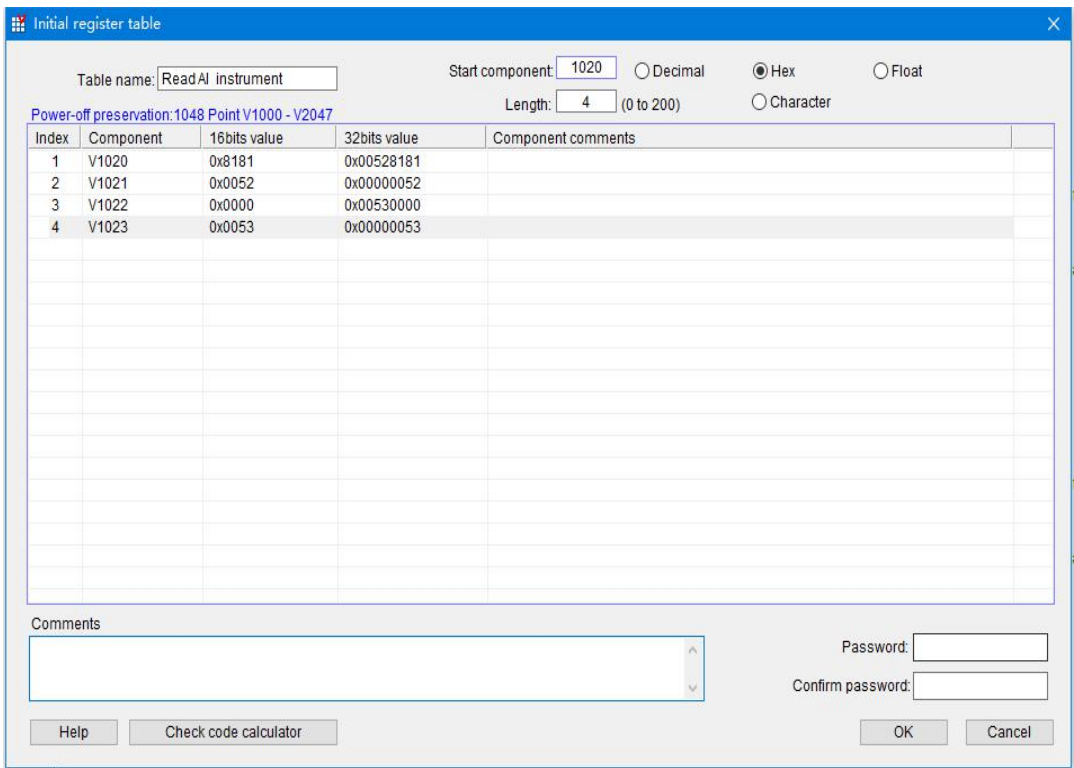 Initial register table
Table name: Read AI instrument
Start component: 1020 Decimal Hex Float
Length: 4 (0 to 200) Character
Power-off preservation:1048 Point V1000 - V2047
Index Component 16bits value 32bits value Component comments
1 V1020 0x8181 0x00528181
2 V1021 0x0052 0x00000052
3 V1022 0x0000 0x00530000
4 V1023 0x0053 0x00000053
Comments
Password:
Confirm password:
Help Check code calculator OK Cancel